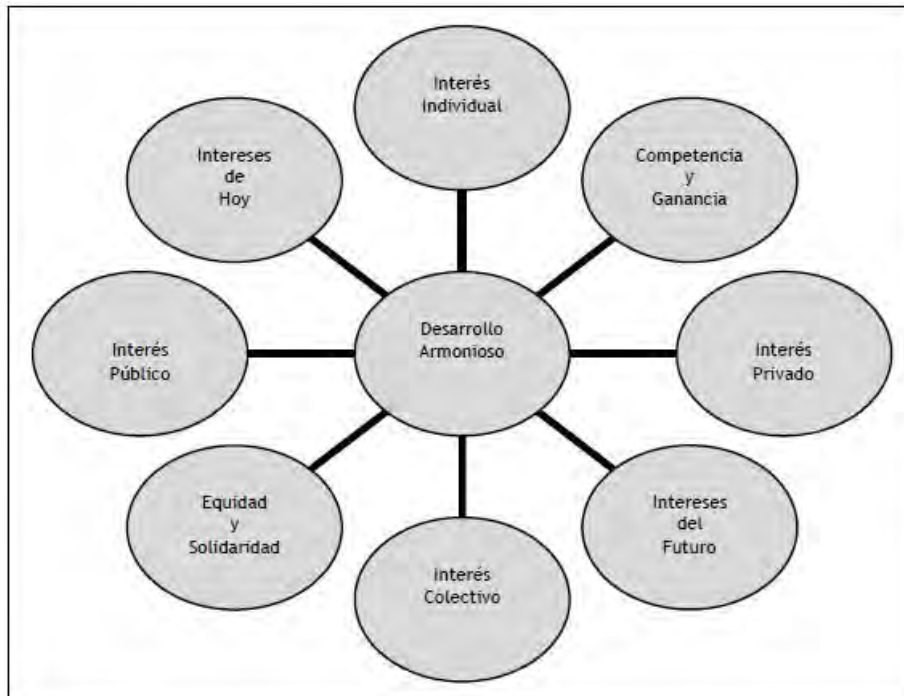 Interés
Individual
Intereses
de
Hoy
Competencia
y
Ganancia
Desarrollo
Armonioso
Interés
Público
Interés
Privado
Equidad
y
Solidaridad
Intereses
del
Futuro
Interés
Colectivo